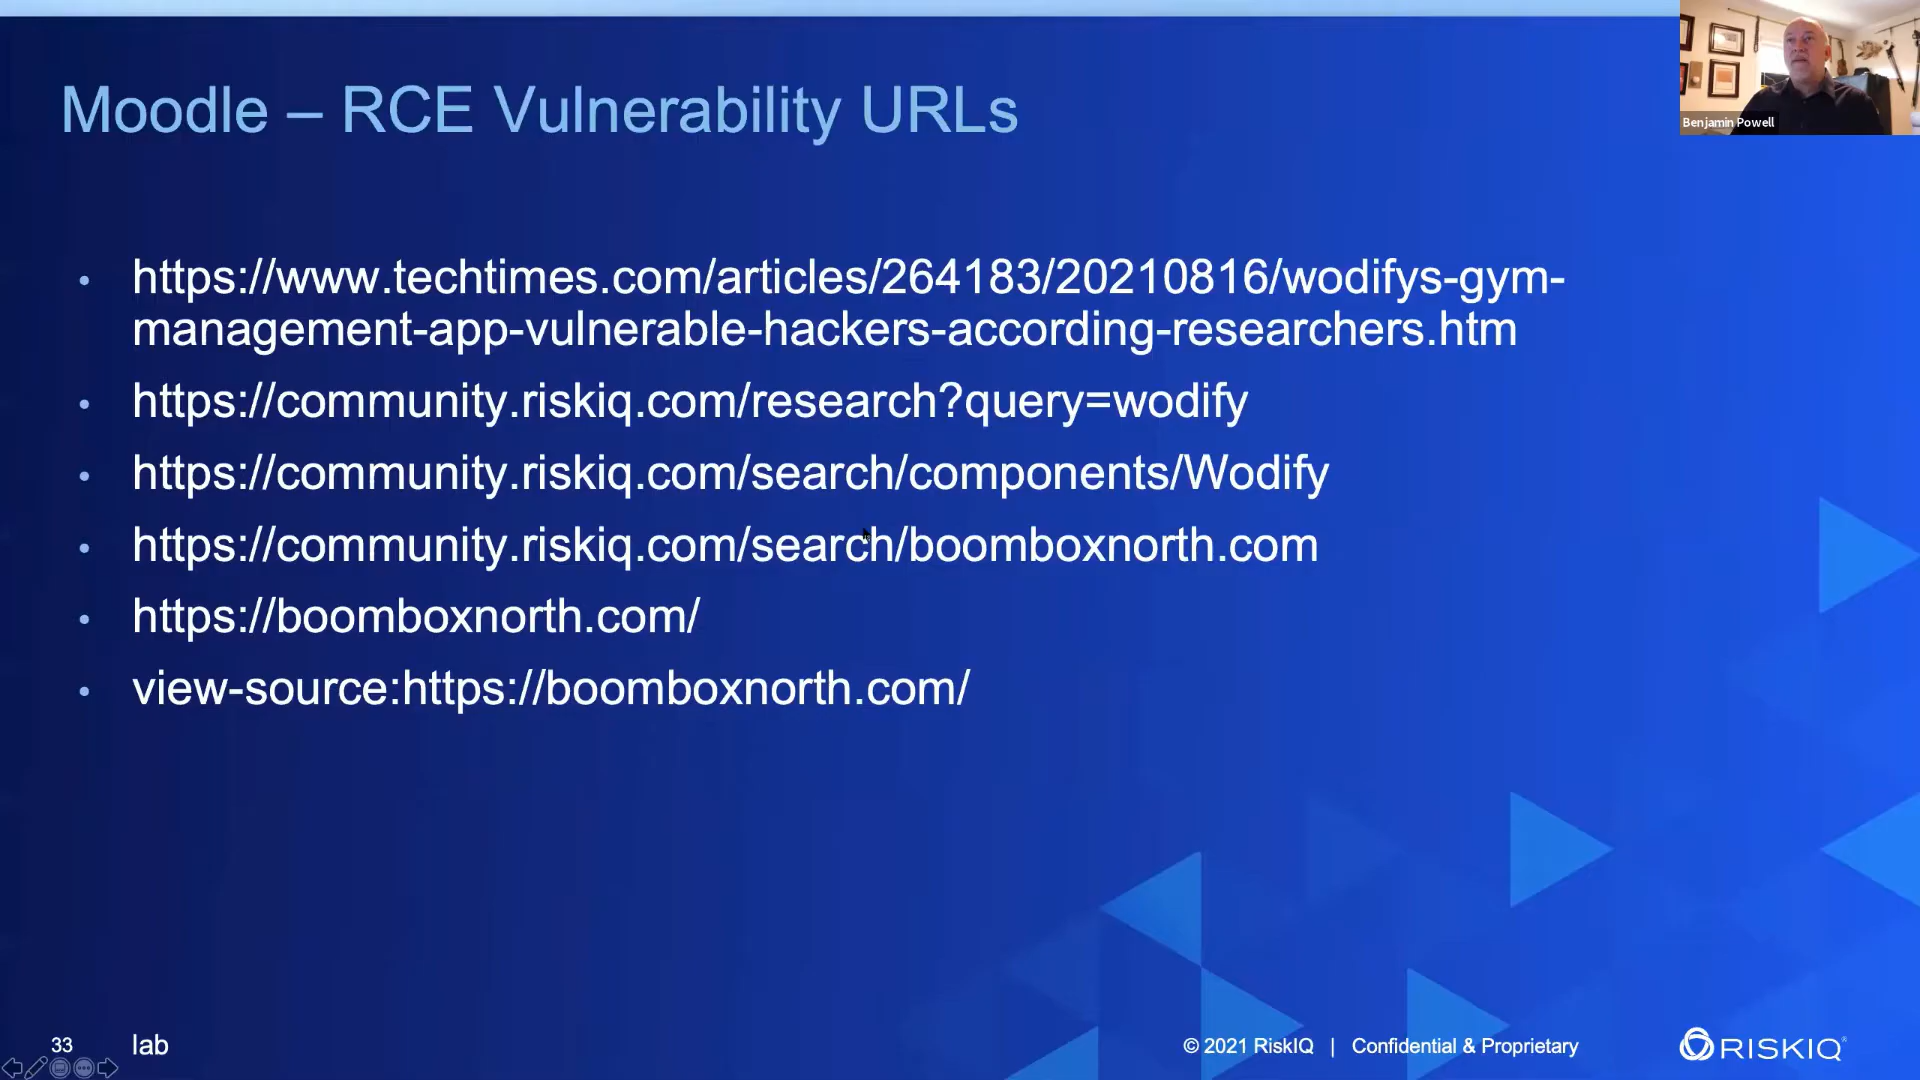 Benjamin Powell
Moodle – RCE Vulnerability URLs
• https://www.techtimes.com/articles/264183/20210816/wodifys-gym-
management-app-vulnerable-hackers-according-researchers.htm
• https://community.riskiq.com/research?query=wodify
• https://community.riskiq.com/search/components/Wodify
• https://community.riskiq.com/search/boomboxnorth.com
• https://boomboxnorth.com/
• view-source:https://boomboxnorth.com/
33 lab © 2021 RiskIQ | Confidential & Proprietary RISKIQ®